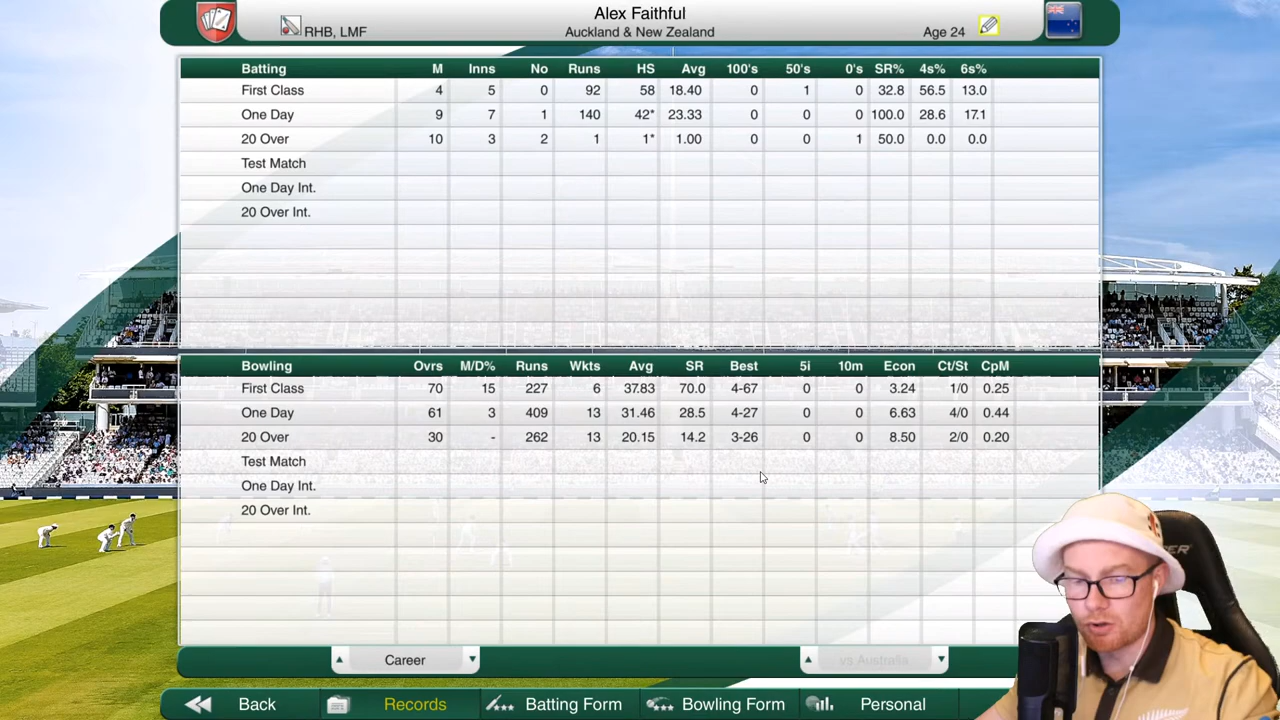 Alex Faithful
RHB, LMF Auckland & New Zealand Age 24
Batting M Inns No Runs HS Avg 100's 50's 0's SR% 4s% 6s%
First Class 4 5 0 92 58 18.40 0 1 0 32.8 56.5 13.0
One Day 9 7 1 140 42* 23.33 0 0 0 100.0 28.6 17.1
20 Over 10 3 2 1 1* 1.00 0 0 1 50.0 0.0 0.0
Test Match
One Day Int.
20 Over Int.
Bowling Ovrs M/D% Runs Wkts Avg SR Best 5i 10m Econ Ct/St CpM
First Class 70 15 227 6 37.83 70.0 4-67 0 0 3.24 1/0 0.25
One Day 61 3 409 13 31.46 28.5 4-27 0 0 6.63 4/0 0.44
20 Over 30 - 262 13 20.15 14.2 3-26 0 0 8.50 2/0 0.20
Test Match
One Day Int.
20 Over Int.
Career vs Australia
Back Records Batting Form Bowling Form Personal